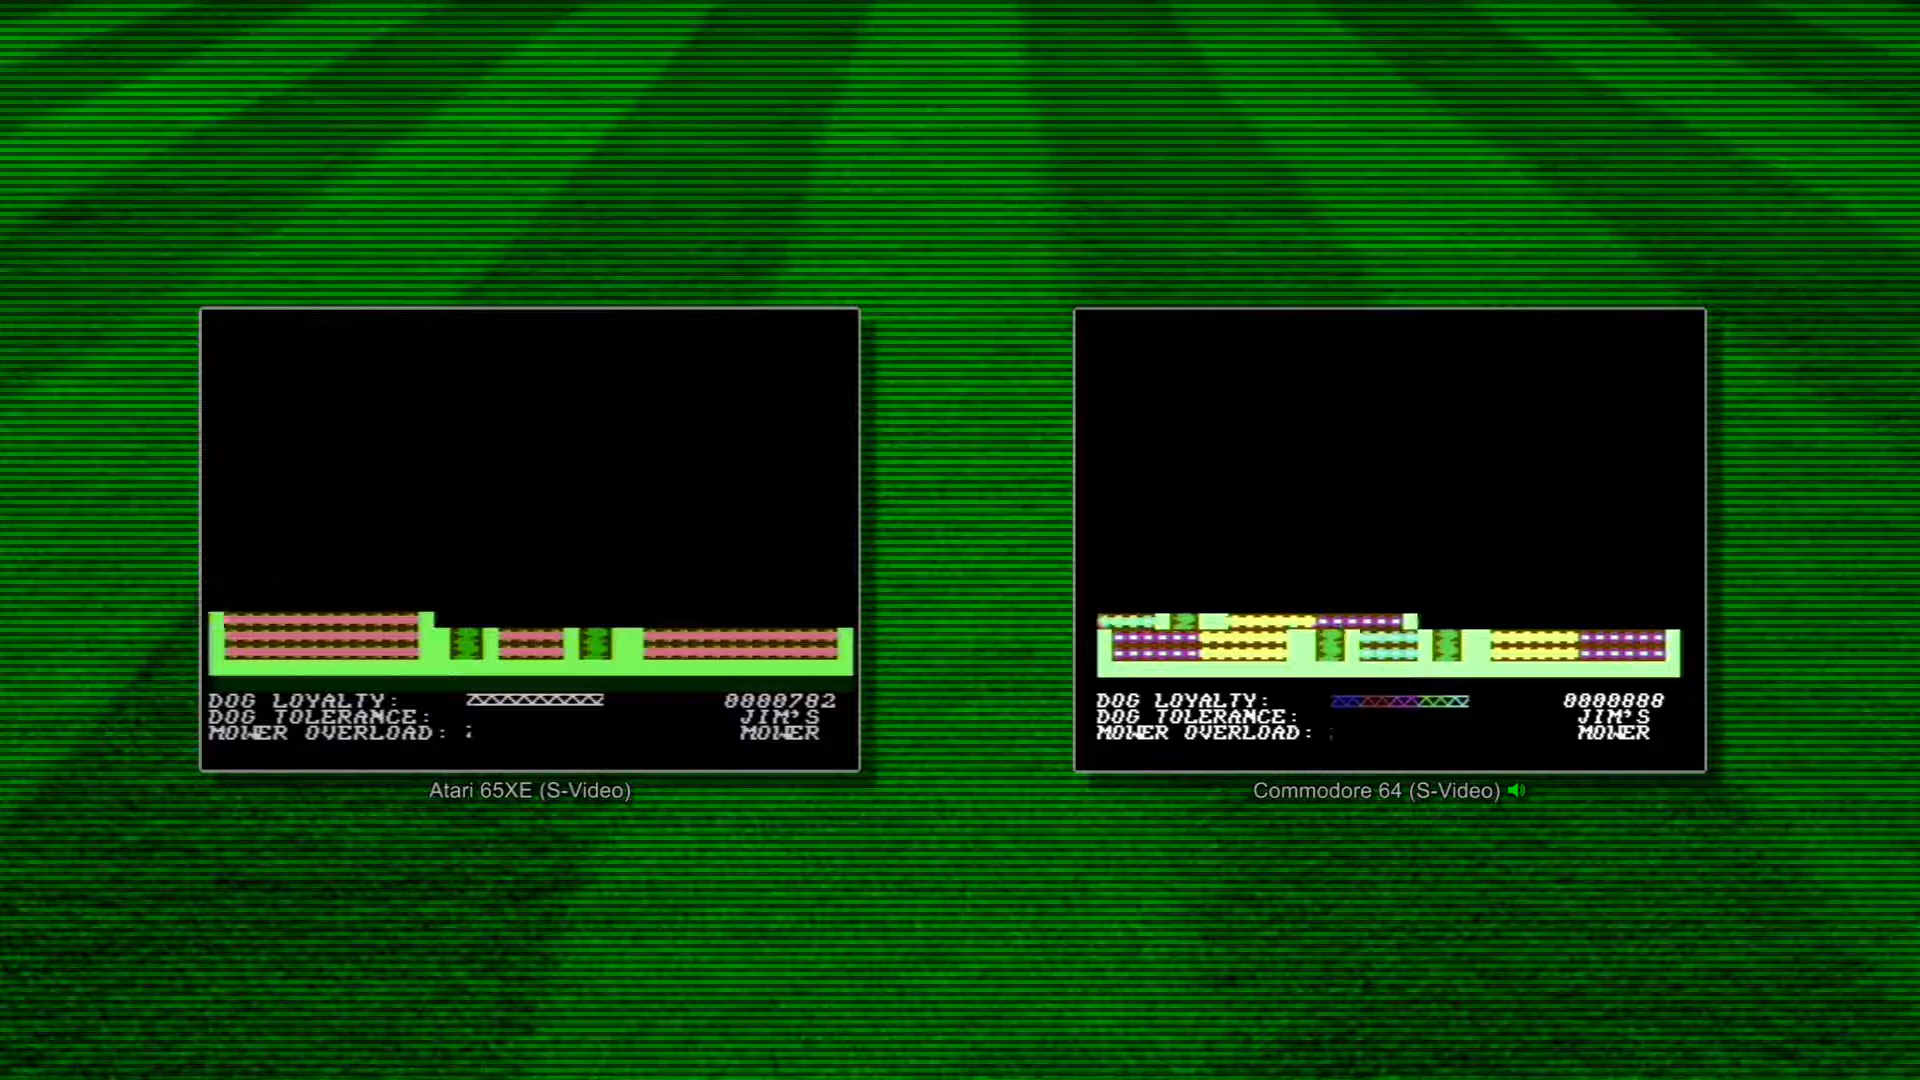 DOG LOYALTY: 0000702
DOG TOLERANCE: JIM'S
MOWER OVERLOAD: MOWER
Atari 65XE (S-Video)
DOG LOYALTY: 0000888
DOG TOLERANCE: JIM'S
MOWER OVERLOAD: MOWER
Commodore 64 (S-Video)